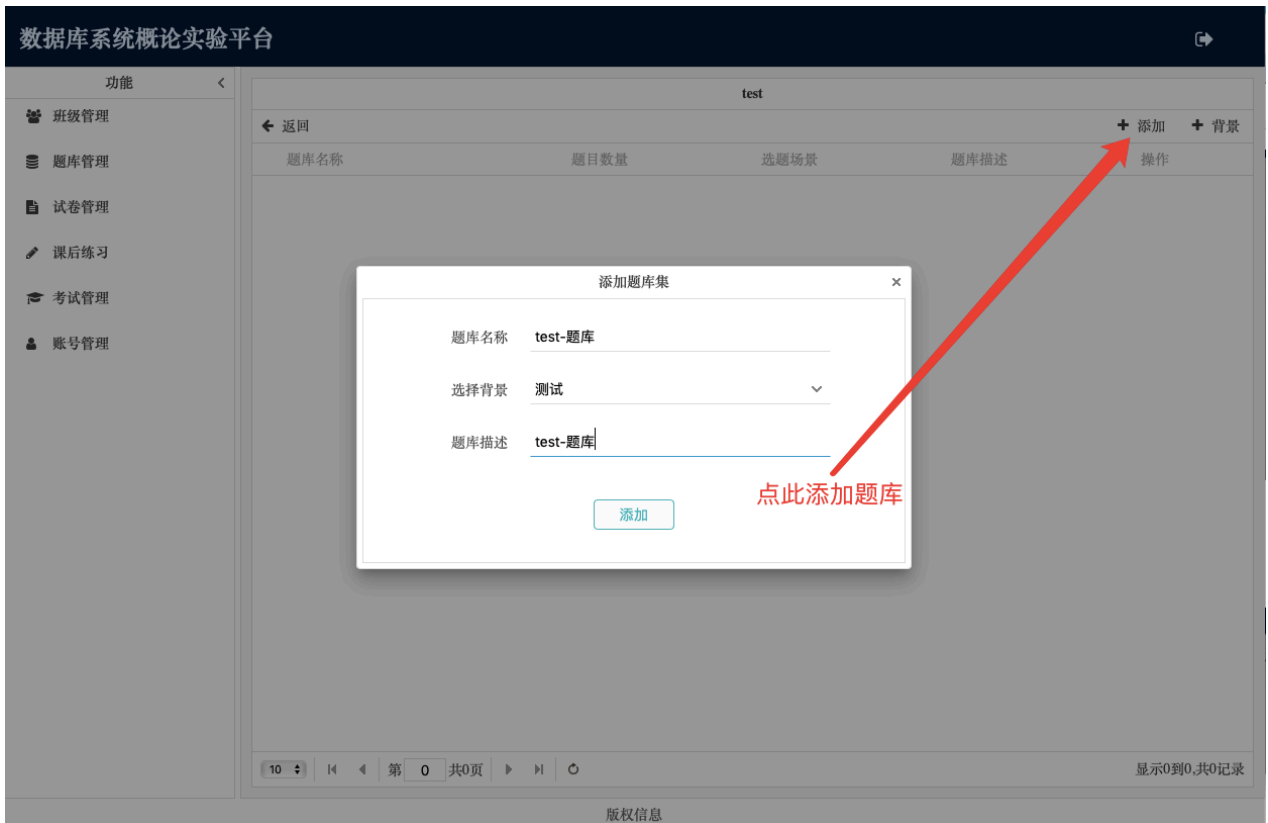 数据库系统概论实验平台
功能
班级管理
题库管理
试卷管理
课后练习
考试管理
账号管理
test
返回 添加 背景
题库名称 题目数量 选题场景 题库描述 操作
添加题库集 ×
题库名称 test-题库
选择背景 测试
题库描述 test-题库
添加
点此添加题库
10 第 0 共0页 显示0到0,共0记录
版权信息